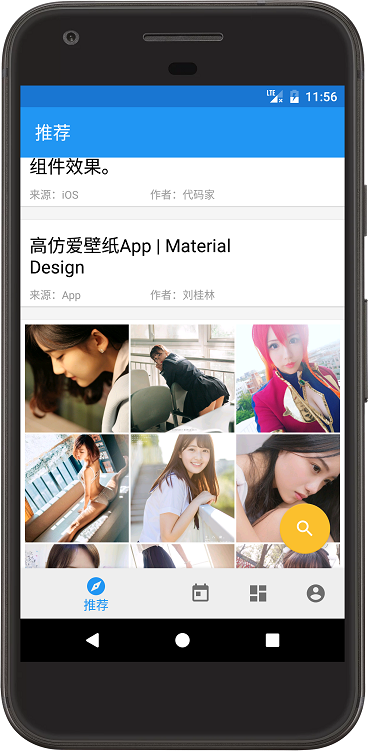 LTE 11:56
推荐
组件效果。
来源：iOS 作者：代码家
高仿爱壁纸App | Material
Design
来源：App 作者：刘桂林
推荐